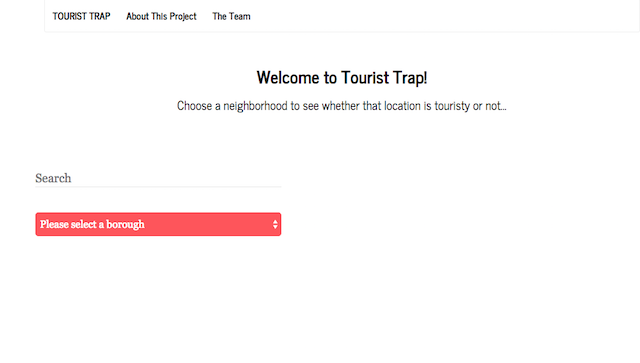 TOURIST TRAP About This Project The Team
Welcome to Tourist Trap!
Choose a neighborhood to see whether that location is touristy or not...
Search
Please select a borough